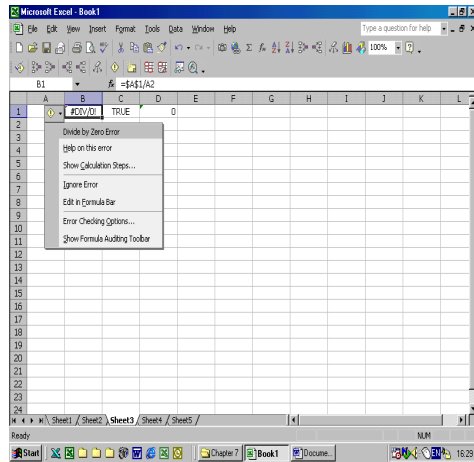 Microsoft Excel - Book1
File Edit View Insert Format Tools Data Window Help Type a question for help
100%
B1 fx =$A$1/A2
A B C D E F G H I J K L
1 #DIV/0! TRUE 0
2
Divide by Zero Error
3
4 Help on this error
5 Show Calculation Steps...
6
7 Ignore Error
8 Edit in Formula Bar
9
10 Error Checking Options...
11 Show Formula Auditing Toolbar
12
13
14
15
16
17
18
19
20
21
22
23
24
Sheet1 / Sheet2 \ Sheet3 / Sheet4 / Sheet5 /
Ready NUM
Start Chapter 7 Book1 Docume... EN